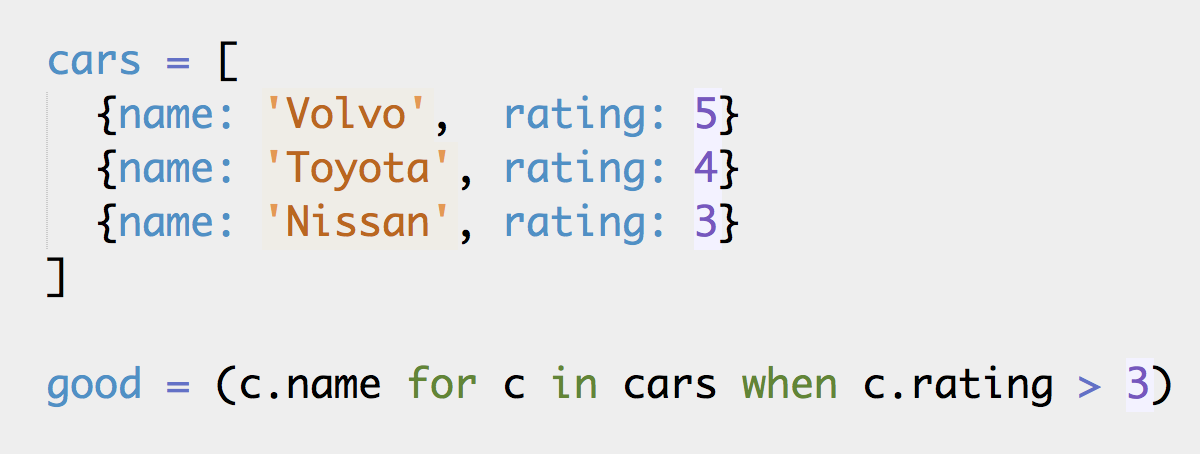 cars = [
  {name: 'Volvo',  rating: 5}
  {name: 'Toyota', rating: 4}
  {name: 'Nissan', rating: 3}
]

good = (c.name for c in cars when c.rating > 3)